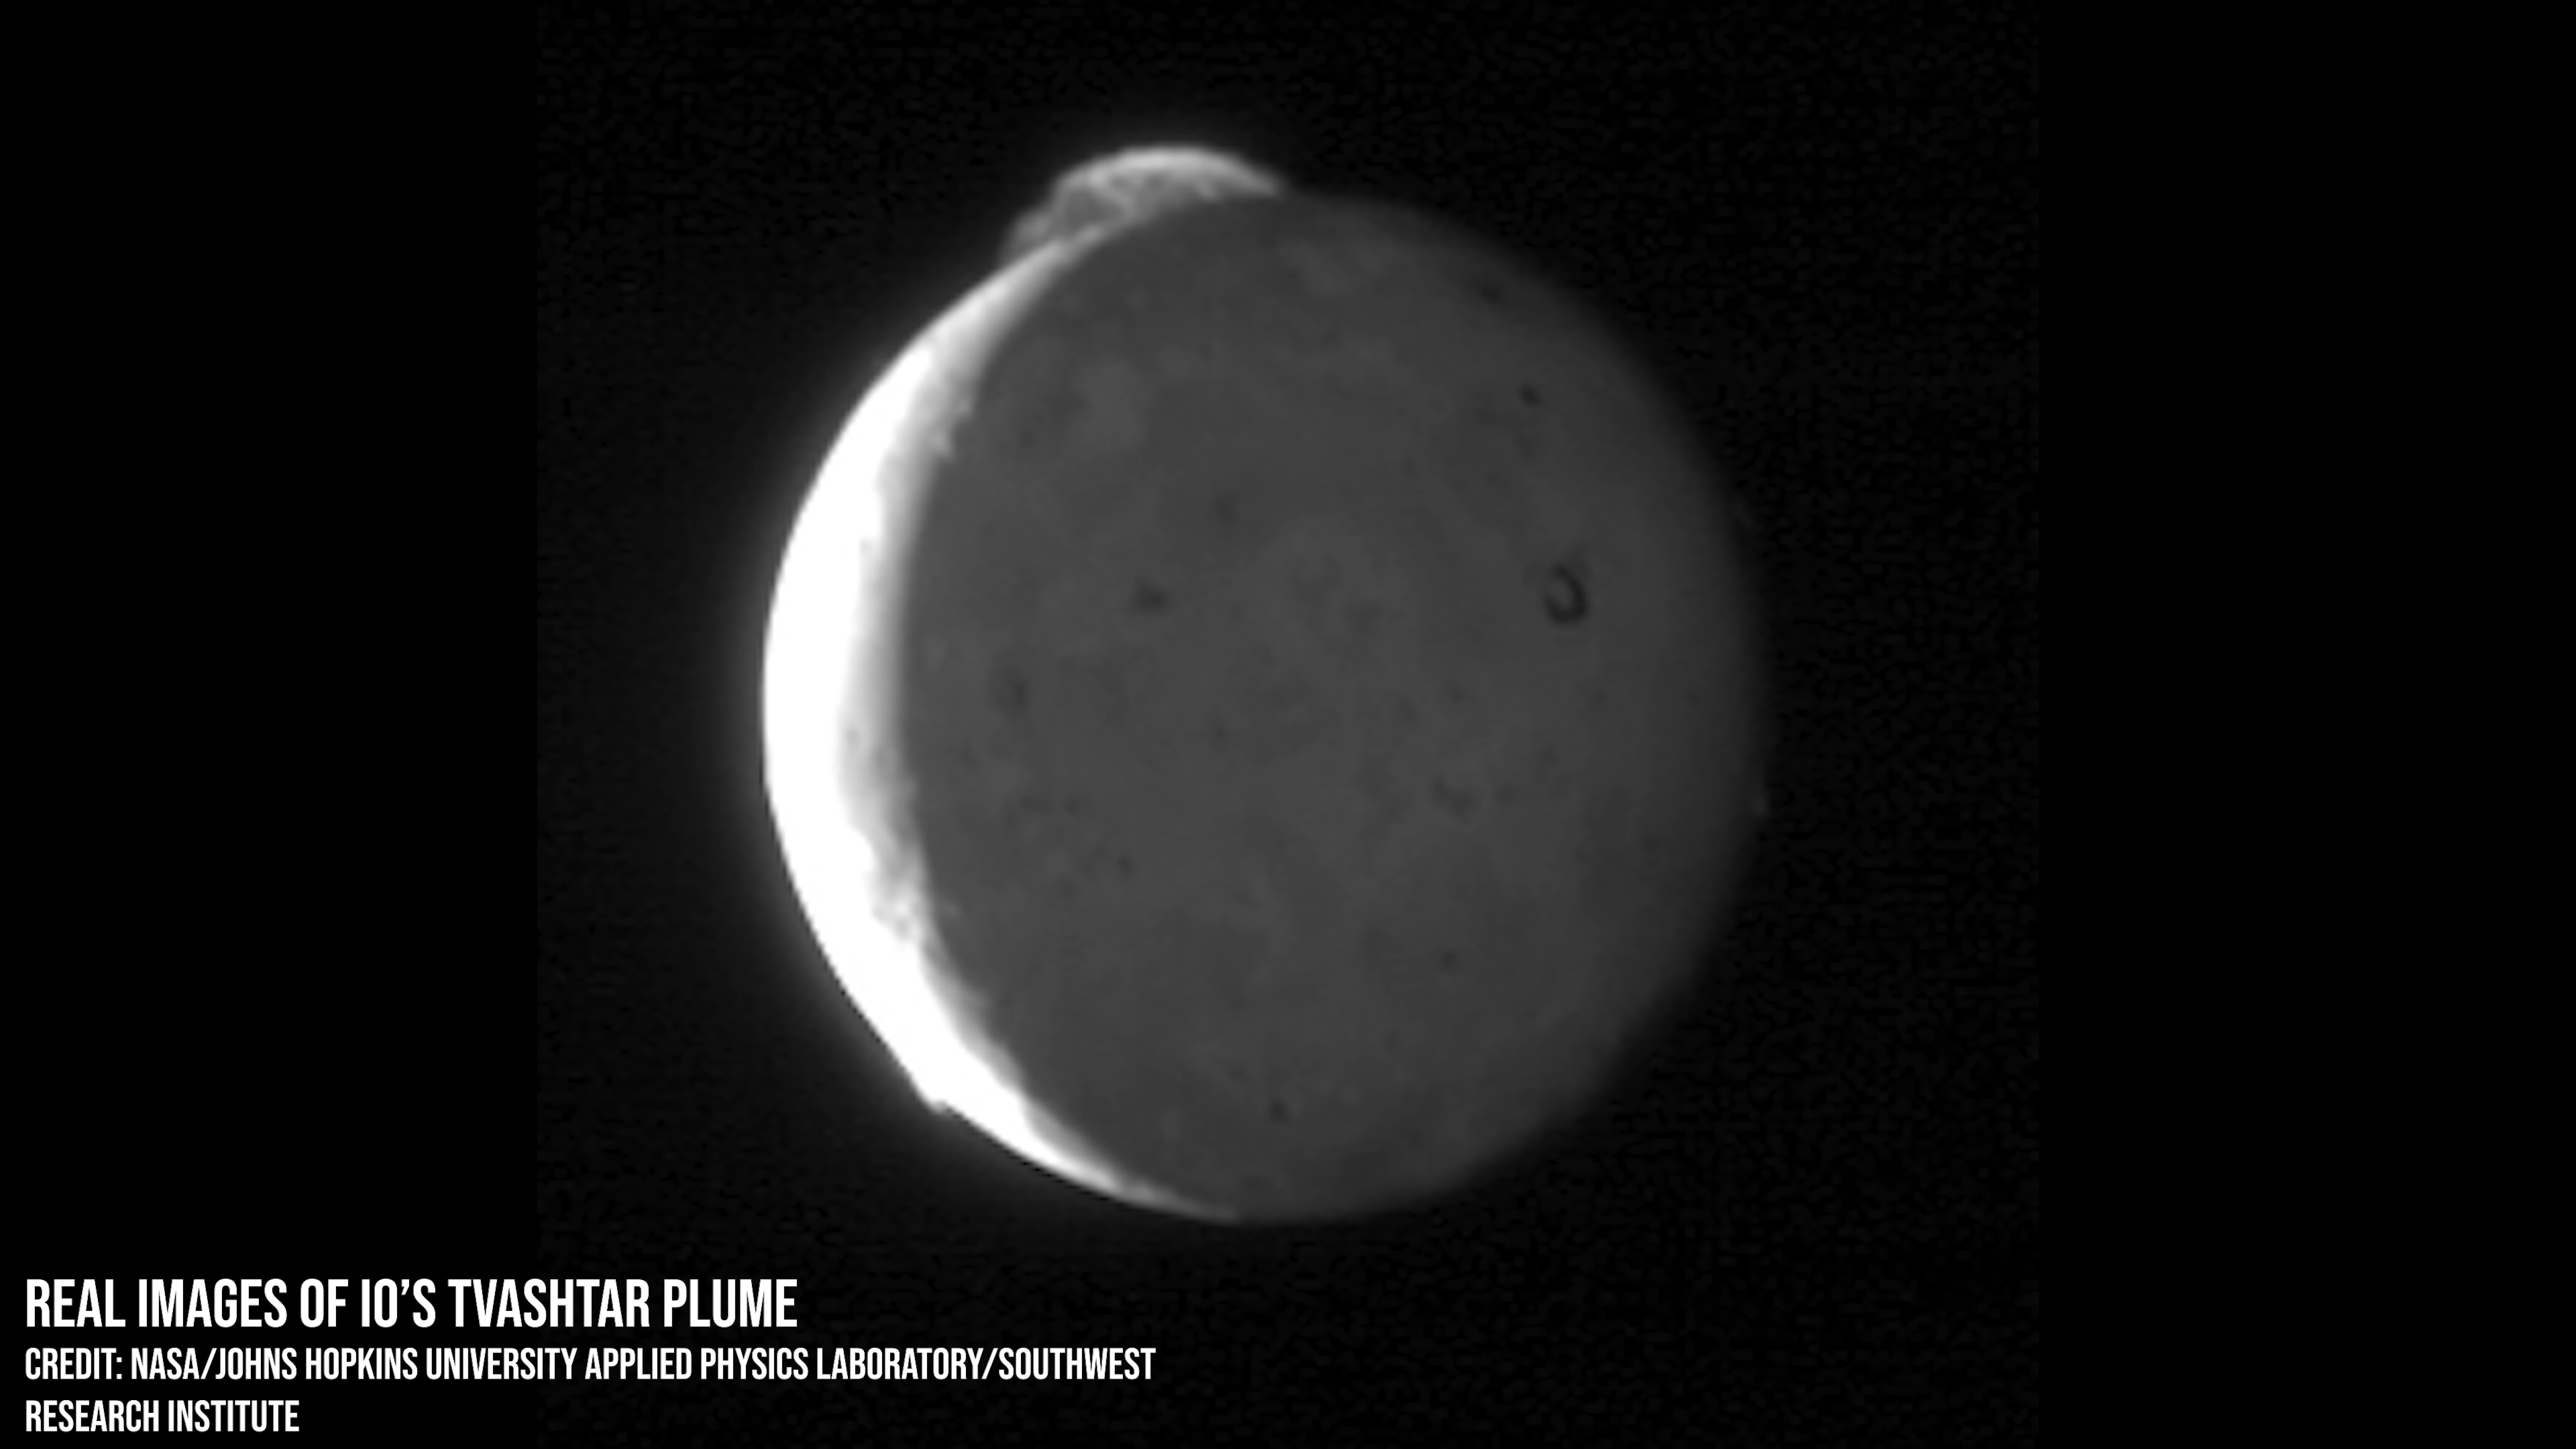 REAL IMAGES OF IO'S TVASHTAR PLUME
CREDIT: NASA/JOHNS HOPKINS UNIVERSITY APPLIED PHYSICS LABORATORY/SOUTHWEST
RESEARCH INSTITUTE